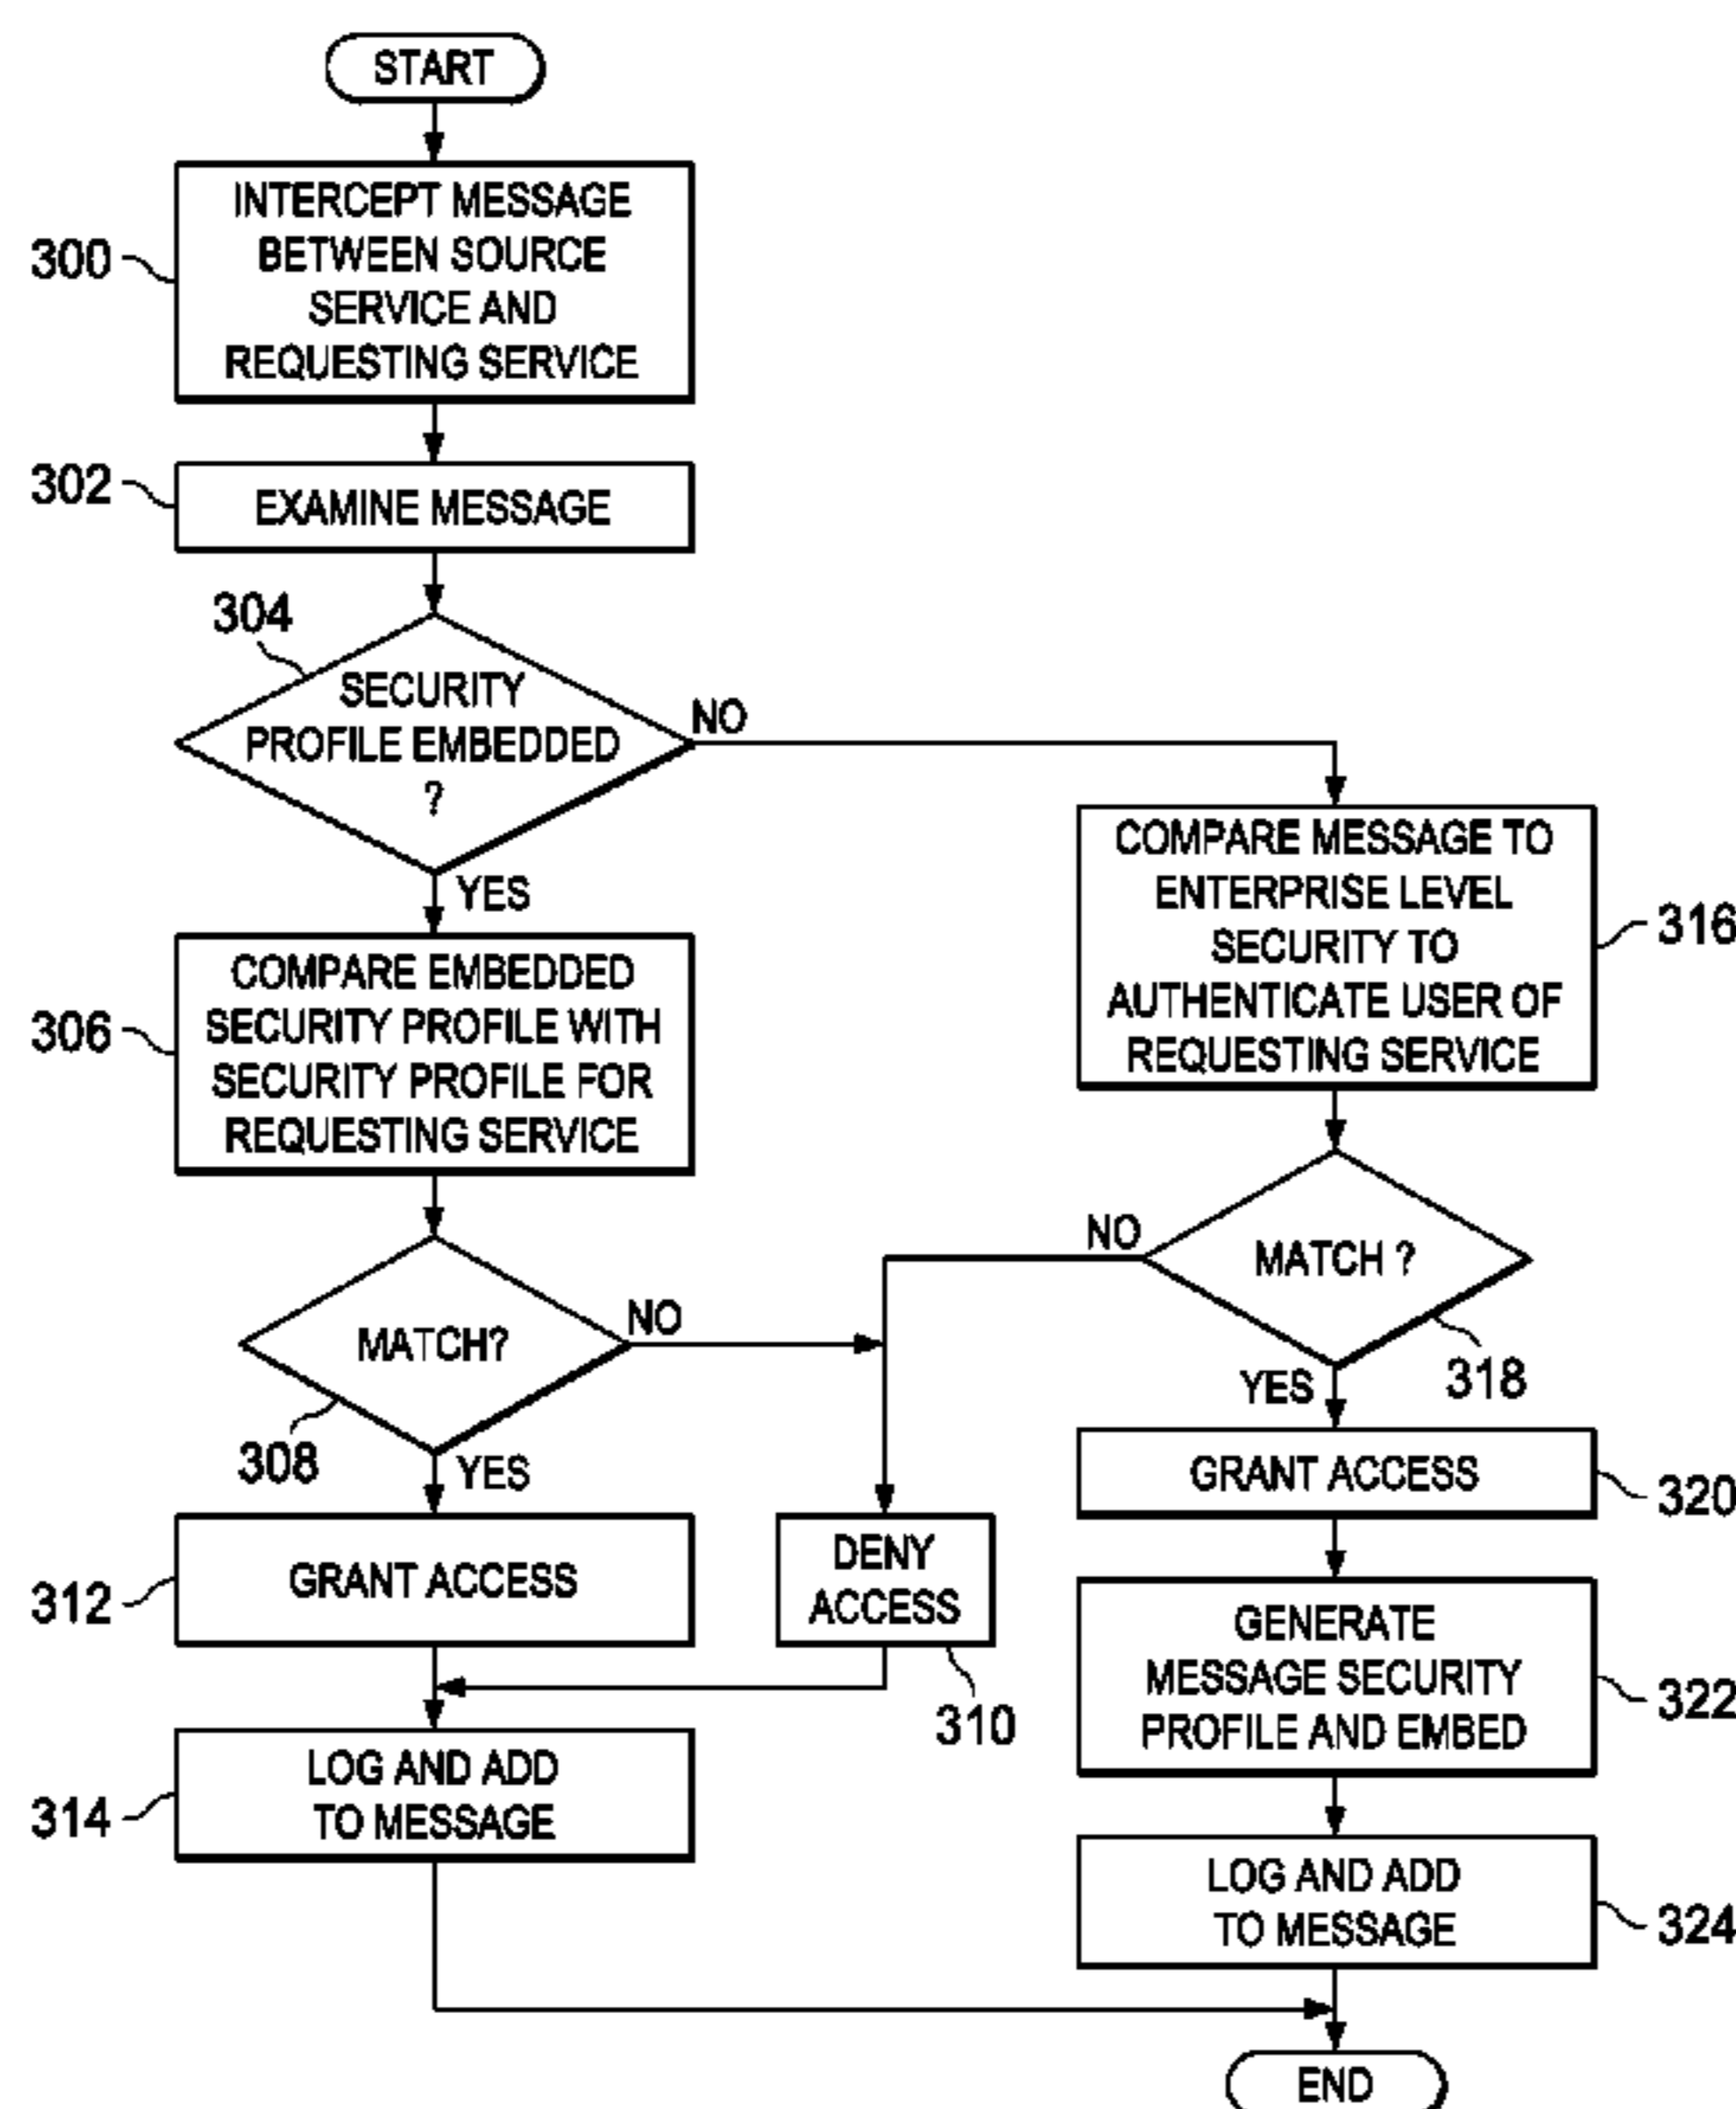 START
300
INTERCEPT MESSAGE
BETWEEN SOURCE
SERVICE AND
REQUESTING SERVICE
302
EXAMINE MESSAGE
304
SECURITY
PROFILE EMBEDDED
?
NO
YES
306
COMPARE EMBEDDED
SECURITY PROFILE WITH
SECURITY PROFILE FOR
REQUESTING SERVICE
MATCH?
308
NO
YES
312
GRANT ACCESS
DENY
ACCESS
310
314
LOG AND ADD
TO MESSAGE
COMPARE MESSAGE TO
ENTERPRISE LEVEL
SECURITY TO
AUTHENTICATE USER OF
REQUESTING SERVICE
316
NO
MATCH ?
318
YES
GRANT ACCESS
320
GENERATE
MESSAGE SECURITY
PROFILE AND EMBED
322
LOG AND ADD
TO MESSAGE
324
END